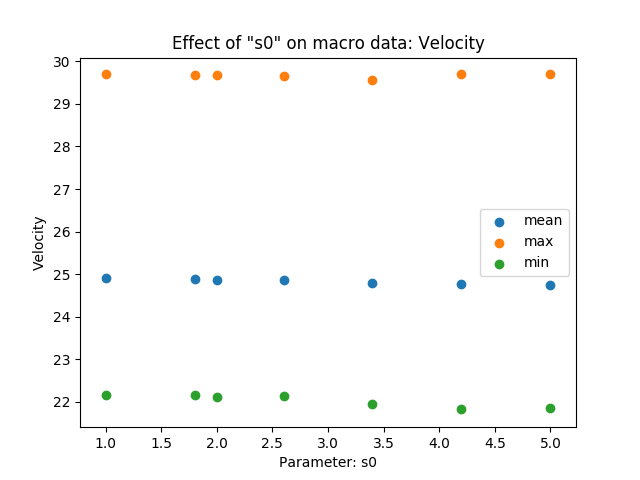 Effect of "s0" on macro data: Velocity
30
29
28
27
26
25
24
23
22
Velocity
mean
max
min
1.0 1.5 2.0 2.5 3.0 3.5 4.0 4.5 5.0
Parameter: s0